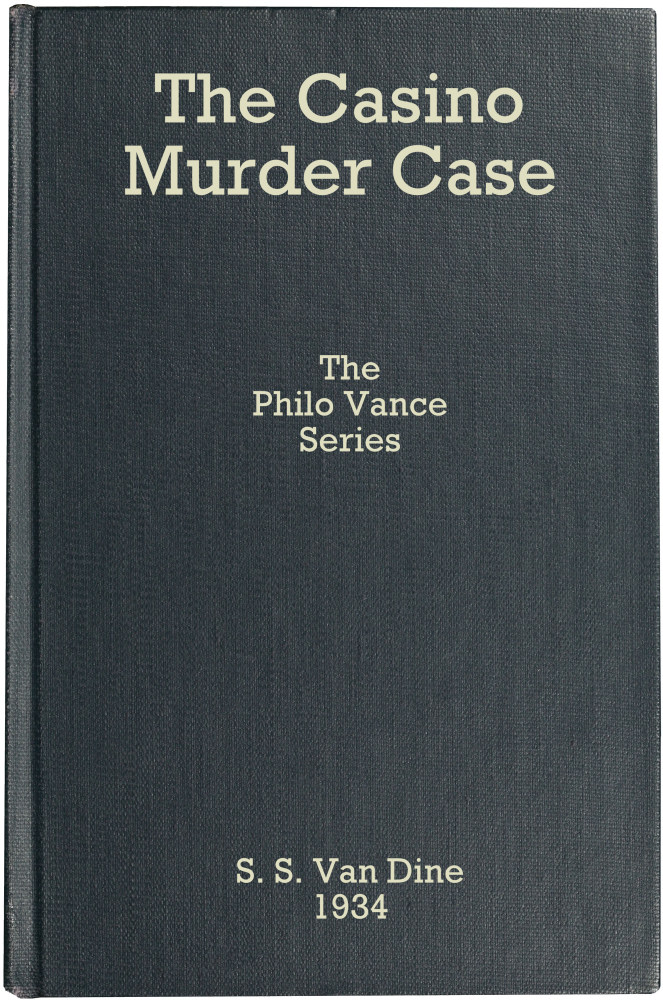 The Casino
Murder Case
The
Philo Vance
Series
S. S. Van Dine
1934